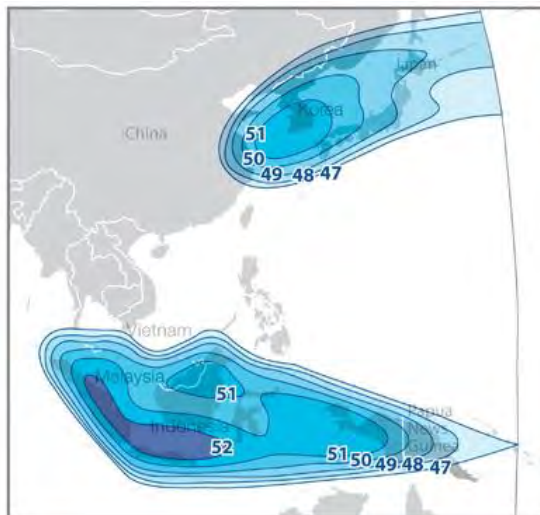 Japan
Korea
China
51
50
49 48 47
Vietnam
Malaysia
51
Indonesia
52
Papua
News
Guinea
51 50 49 48 47